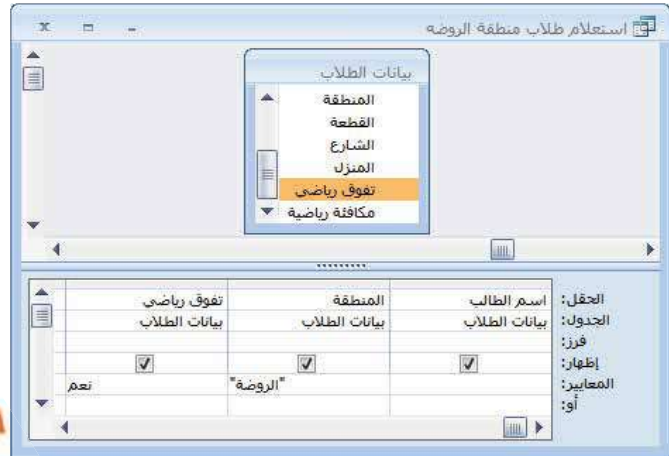 استعلام طلاب منطقة الروضه
بيانات الطلاب
المنطقة
القطعة
الشارع
المنزل
تفوق رياضي
مكافئة رياضية
الحقل: اسم الطالب المنطقة تفوق رياضي
الجدول: بيانات الطلاب بيانات الطلاب بيانات الطلاب
فرز:
إظهار:
المعايير: "الروضة" نعم
أو: